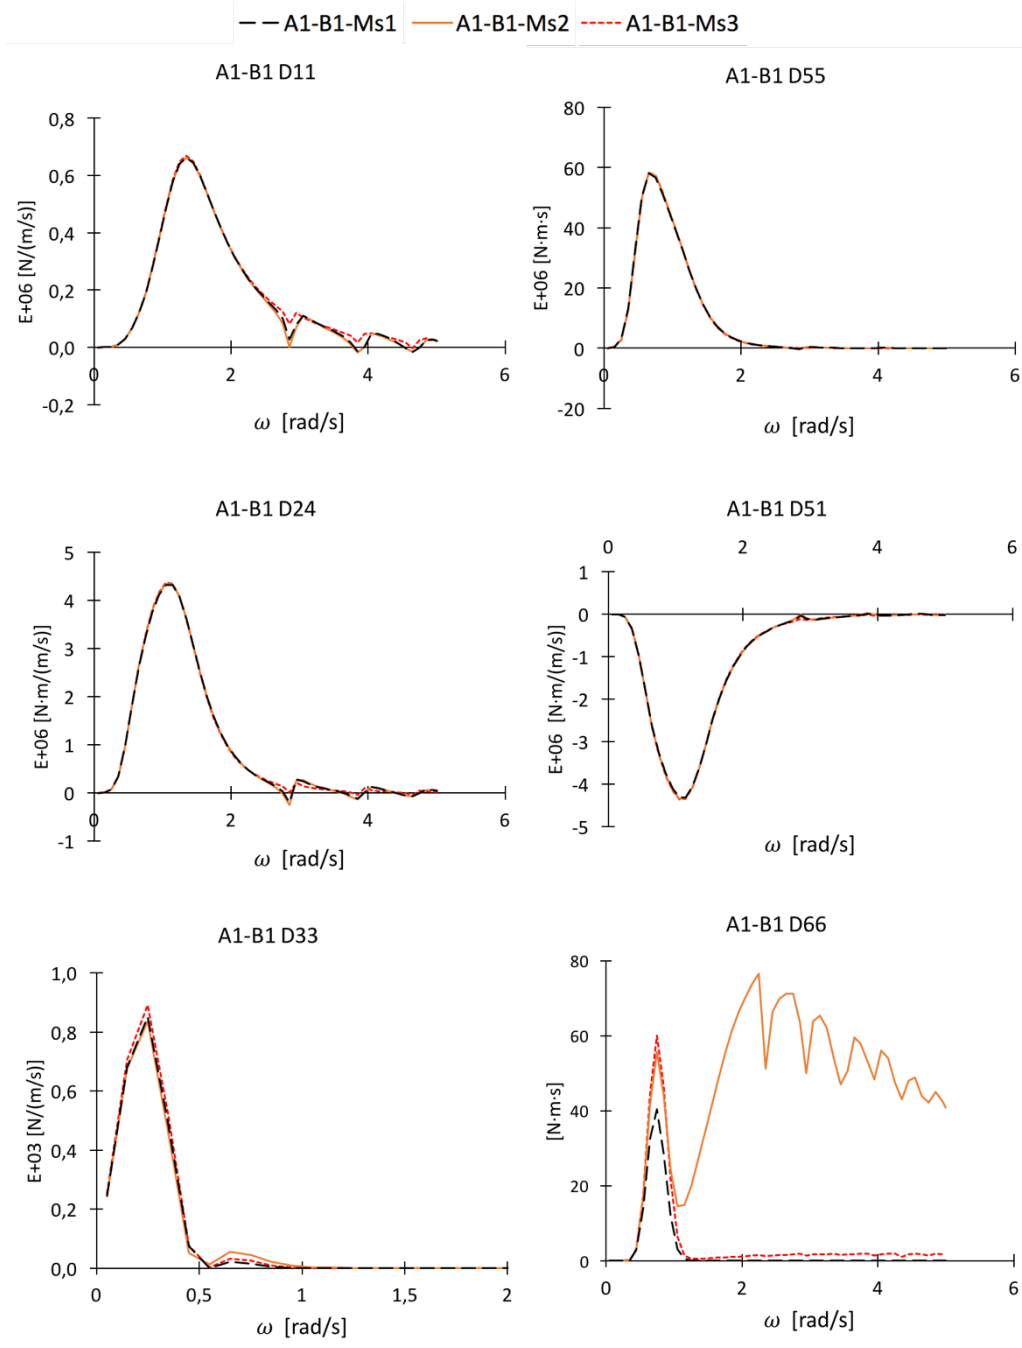 A1-B1-Ms1 A1-B1-Ms2 A1-B1-Ms3
A1-B1 D11
E+06 [N/(m/s)]
0,8
0,6
0,4
0,2
0,0
-0,2
0 2 4 6
ω [rad/s]
A1-B1 D55
E+06 [N·m·s]
80
60
40
20
0
-20
0 2 4 6
ω [rad/s]
A1-B1 D24
E+06 [N·m/(m/s)]
5
4
3
2
1
0
-1
0 2 4 6
ω [rad/s]
A1-B1 D51
0 2 4 6
E+06 [N·m/(m/s)]
1
0
-1
-2
-3
-4
-5
ω [rad/s]
A1-B1 D33
E+03 [N/(m/s)]
1,0
0,8
0,6
0,4
0,2
0,0
0 0,5 1 1,5 2
ω [rad/s]
A1-B1 D66
[N·m·s]
80
60
40
20
0
0 2 4 6
ω [rad/s]